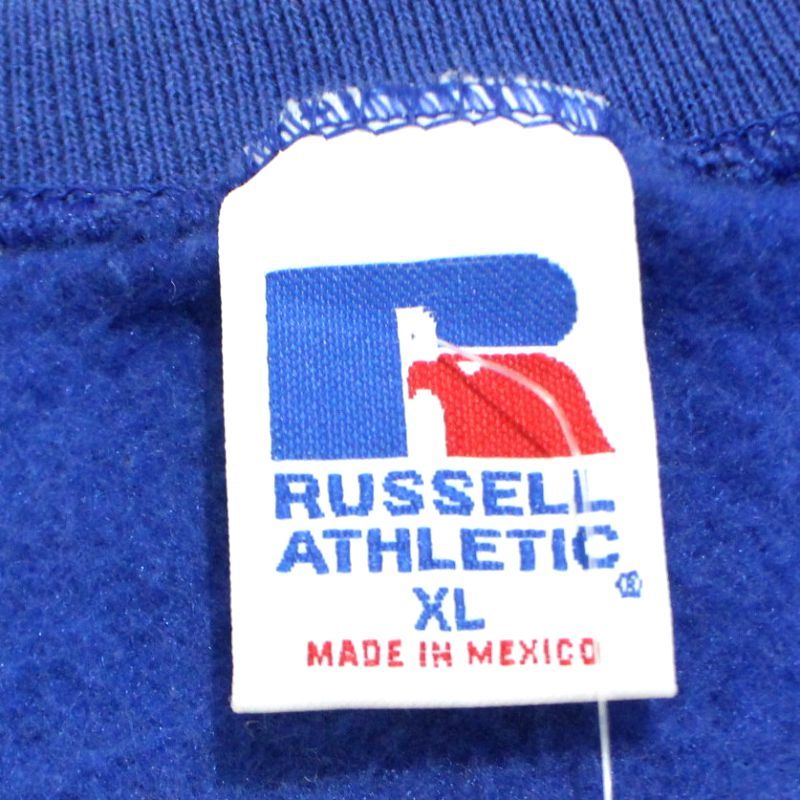 R
RUSSELL
ATHLETIC®
XL
MADE IN MEXICO